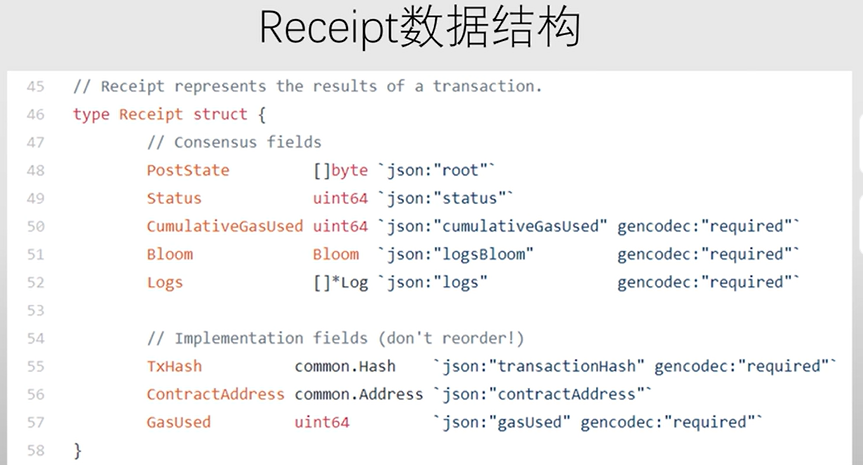 Receipt数据结构
45 // Receipt represents the results of a transaction.
46 type Receipt struct {
47 // Consensus fields
48 PostState []byte `json:"root"`
49 Status uint64 `json:"status"`
50 CumulativeGasUsed uint64 `json:"cumulativeGasUsed" gencodec:"required"`
51 Bloom Bloom `json:"logsBloom" gencodec:"required"`
52 Logs []*Log `json:"logs" gencodec:"required"`
53
54 // Implementation fields (don't reorder!)
55 TxHash common.Hash `json:"transactionHash" gencodec:"required"`
56 ContractAddress common.Address `json:"contractAddress"`
57 GasUsed uint64 `json:"gasUsed" gencodec:"required"`
58 }